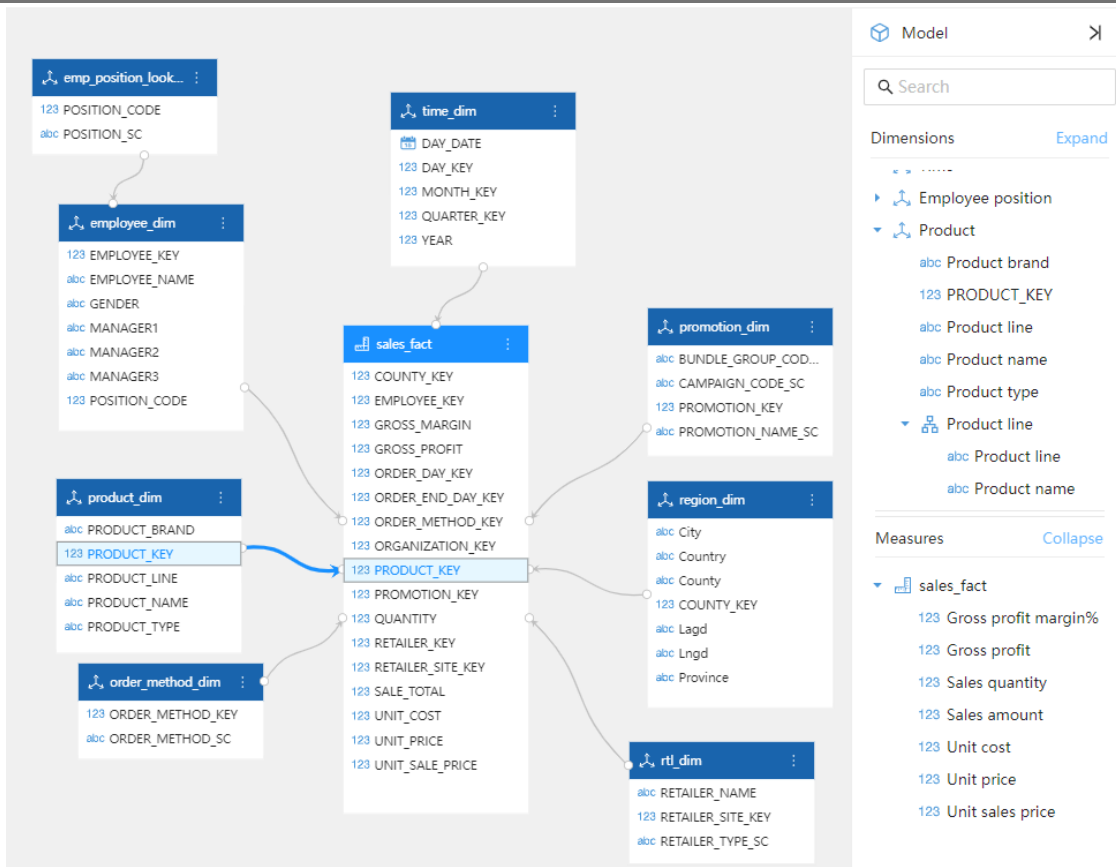 emp_position_look...
123 POSITION_CODE
abc POSITION_SC
employee_dim
123 EMPLOYEE_KEY
abc EMPLOYEE_NAME
abc GENDER
abc MANAGER1
abc MANAGER2
abc MANAGER3
123 POSITION_CODE
product_dim
abc PRODUCT_BRAND
123 PRODUCT_KEY
abc PRODUCT_LINE
abc PRODUCT_NAME
abc PRODUCT_TYPE
order_method_dim
123 ORDER_METHOD_KEY
abc ORDER_METHOD_SC
time_dim
DAY_DATE
123 DAY_KEY
123 MONTH_KEY
123 QUARTER_KEY
123 YEAR
sales_fact
123 COUNTY_KEY
123 EMPLOYEE_KEY
123 GROSS_MARGIN
123 GROSS_PROFIT
123 ORDER_DAY_KEY
123 ORDER_END_DAY_KEY
123 ORDER_METHOD_KEY
123 ORGANIZATION_KEY
123 PRODUCT_KEY
123 PROMOTION_KEY
123 QUANTITY
123 RETAILER_KEY
123 RETAILER_SITE_KEY
123 SALE_TOTAL
123 UNIT_COST
123 UNIT_PRICE
123 UNIT_SALE_PRICE
promotion_dim
abc BUNDLE_GROUP_COD...
abc CAMPAIGN_CODE_SC
123 PROMOTION_KEY
abc PROMOTION_NAME_SC
region_dim
abc City
abc Country
abc County
123 COUNTY_KEY
abc Lagd
abc Lngd
abc Province
rtl_dim
abc RETAILER_NAME
123 RETAILER_SITE_KEY
abc RETAILER_TYPE_SC
Model
Search
Dimensions Expand
Employee position
Product
abc Product brand
123 PRODUCT_KEY
abc Product line
abc Product name
abc Product type
Product line
abc Product line
abc Product name
Measures Collapse
sales_fact
123 Gross profit margin%
123 Gross profit
123 Sales quantity
123 Sales amount
123 Unit cost
123 Unit price
123 Unit sales price